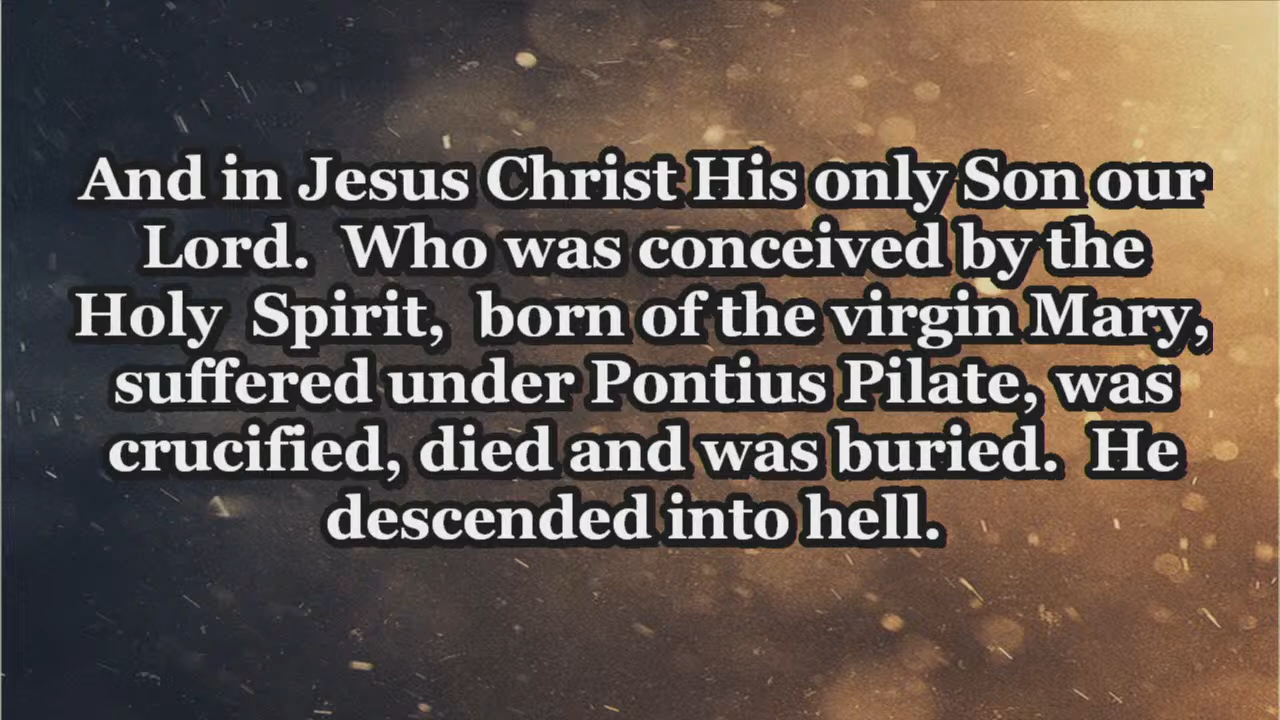 And in Jesus Christ His only Son our
Lord.  Who was conceived by the
Holy  Spirit,  born of the virgin Mary,
suffered under Pontius Pilate, was
crucified, died and was buried.  He
descended into hell.